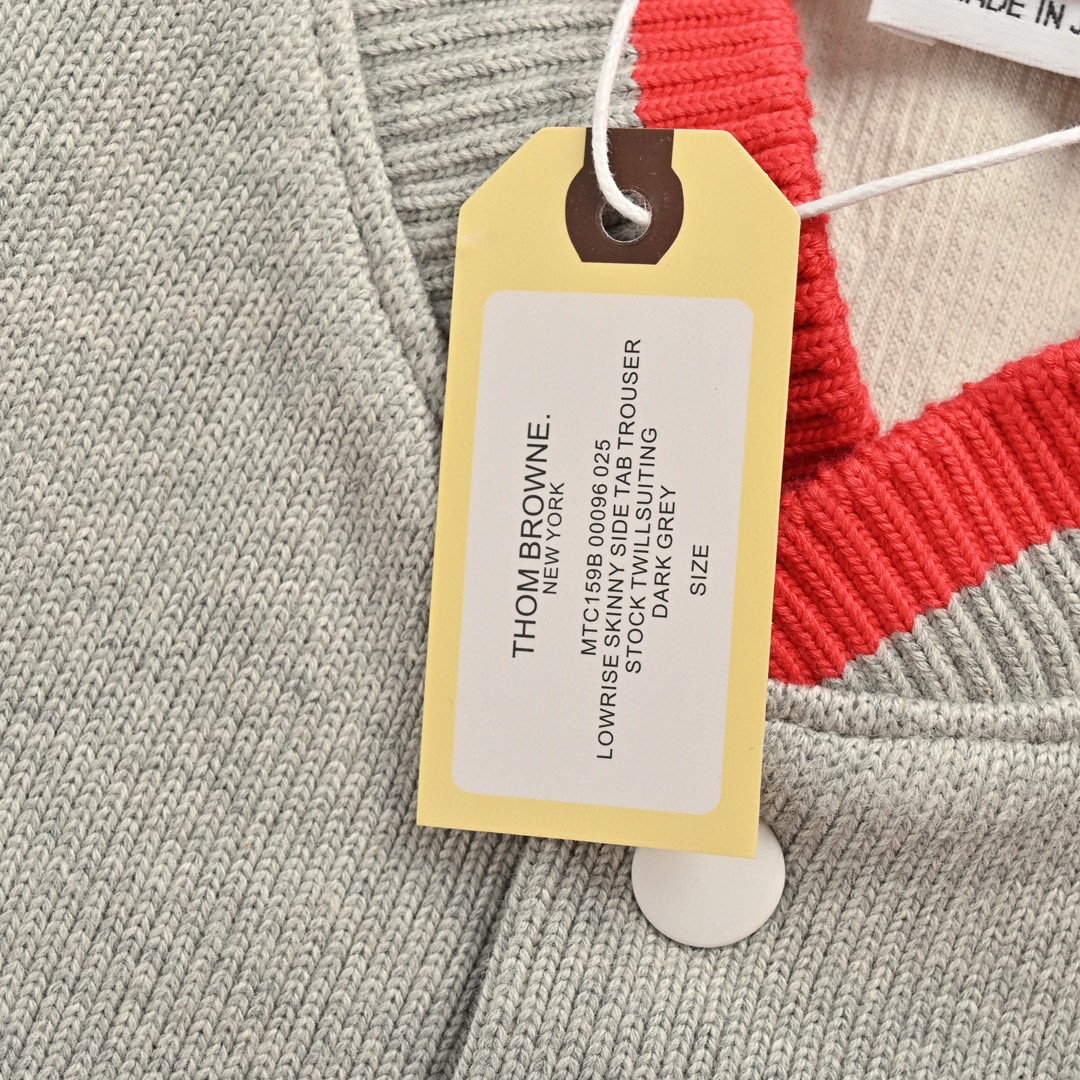 MADE IN
THOM BROWNE.
NEW YORK
MTC159B 00096 025
LOWRISE SKINNY SIDE TAB TROUSER
STOCK TWILLSUITING
DARK GREY
SIZE